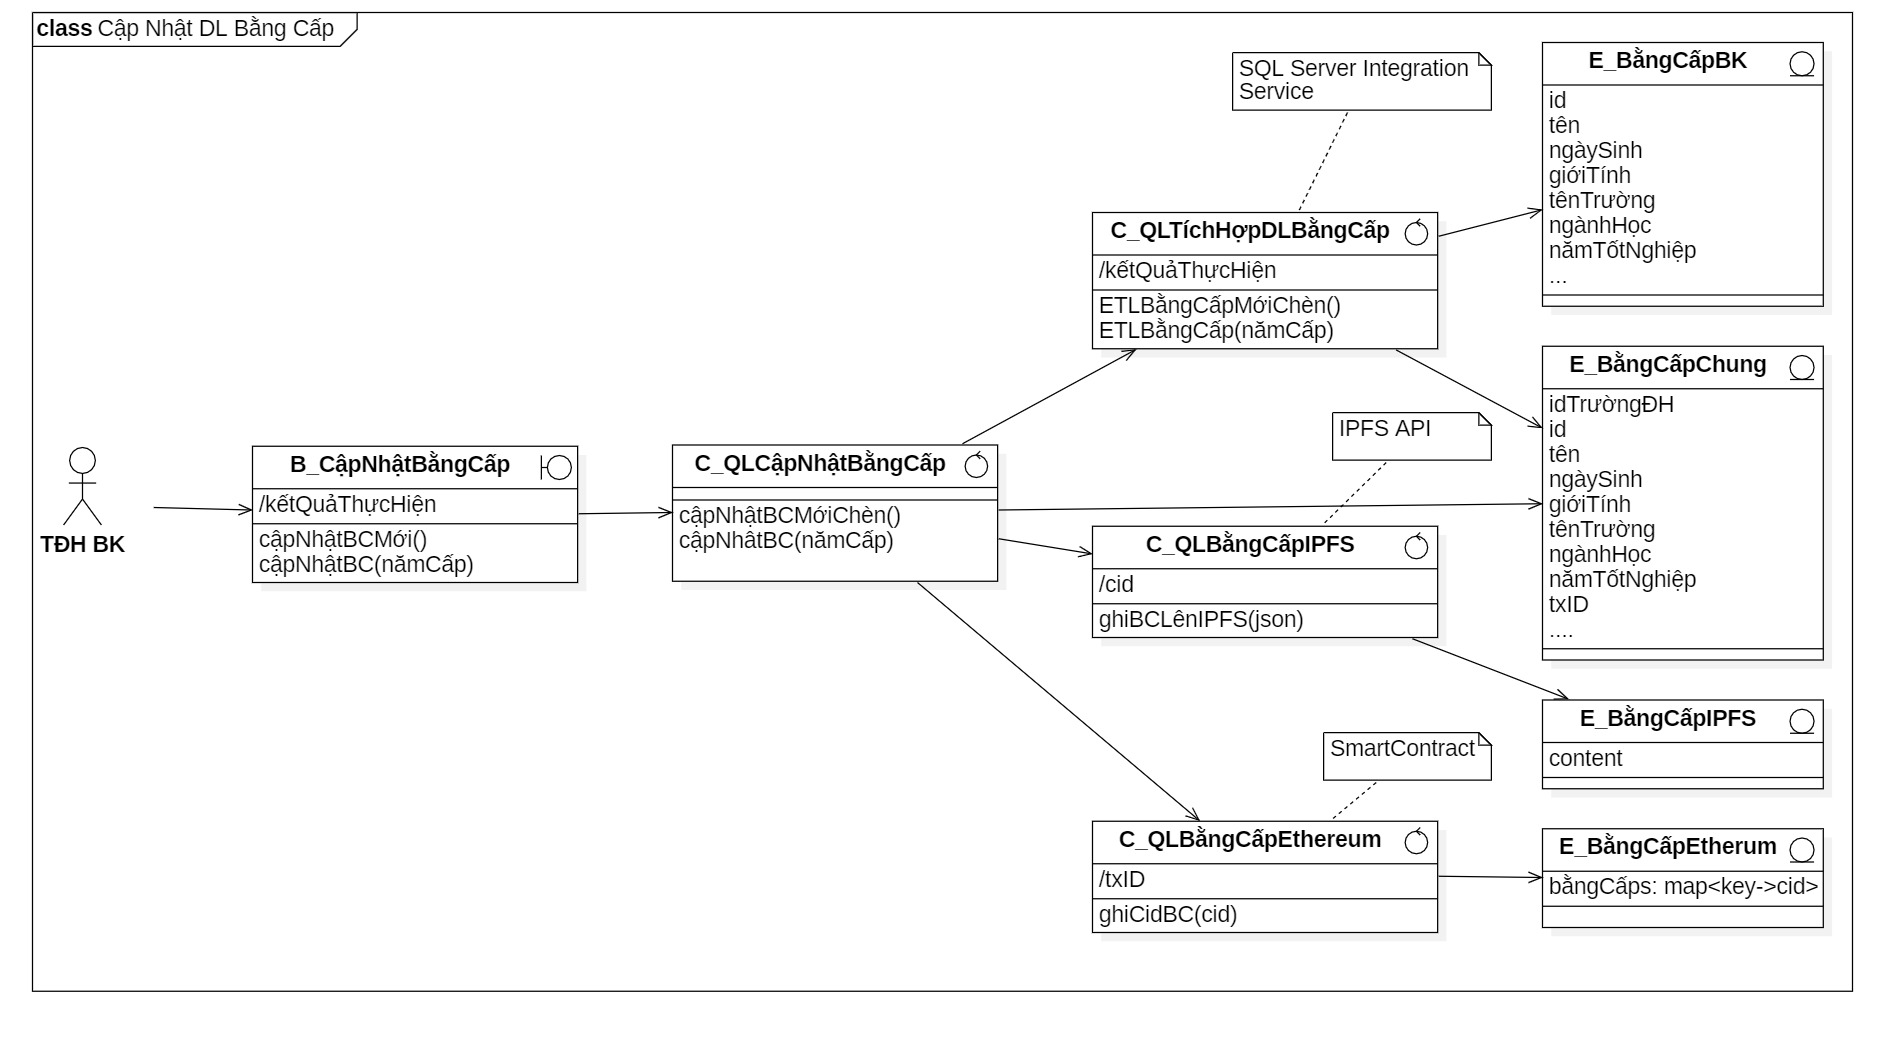 class Cập Nhật DL Bằng Cấp
TĐH BK
B_CậpNhậtBằngCấp
/kếtQuảThựcHiện
cậpNhậtBCMới()
cậpNhậtBC(nămCấp)
C_QLCậpNhậtBằngCấp
cậpNhậtBCMớiChèn()
cậpNhâtBC(nămCấp)
SQL Server Integration
Service
C_QLTíchHợpDLBằngCấp
/kếtQuảThựcHiện
ETLBằngCấpMớiChèn()
ETLBằngCấp(nămCấp)
IPFS API
C_QLBằngCấpIPFS
/cid
ghiBCLênIPFS(json)
SmartContract
C_QLBằngCấpEthereum
/txID
ghiCidBC(cid)
E_BằngCấpBK
id
tên
ngàySinh
giớiTính
tênTrường
ngànhHọc
nămTốtNghiệp
...
E_BằngCấpChung
idTrườngĐH
id
tên
ngàySinh
giớiTính
tênTrường
ngànhHọc
nămTốtNghiệp
txID
....
E_BằngCấpIPFS
content
E_BằngCấpEtherum
bằngCấps: map<key->cid>